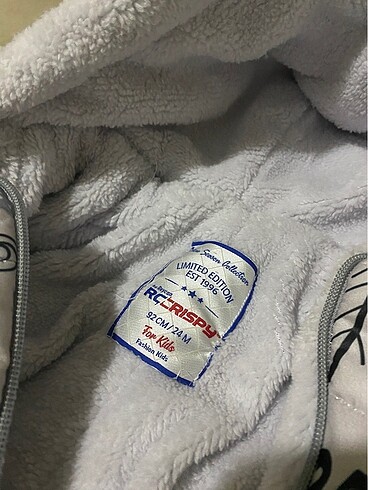 Season Collection
LIMITED EDITION
EST 1996
RCCRISPY
92 CM / 24 M
For Kids
Fashion Kids